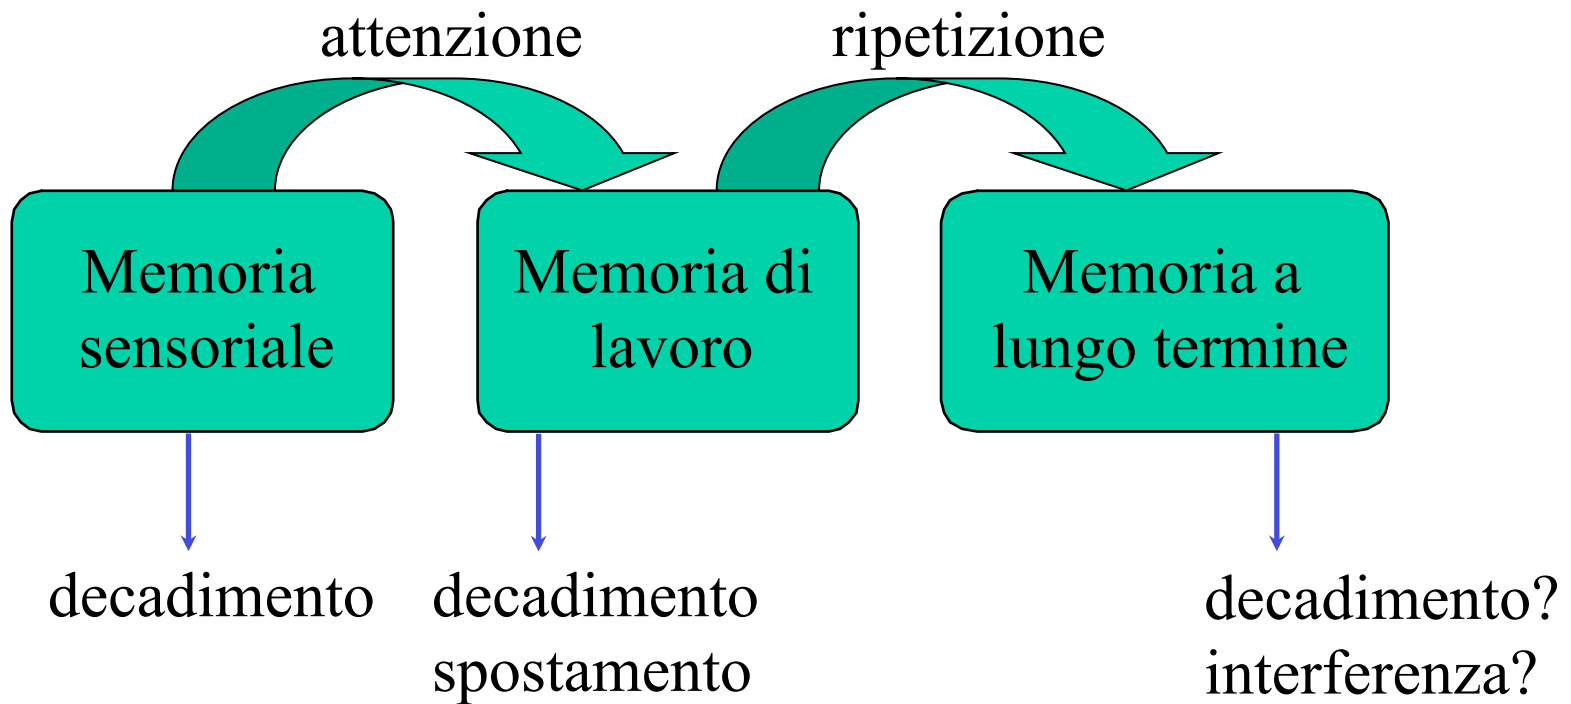 attenzione
ripetizione
Memoria
sensoriale
Memoria di
lavoro
Memoria a
lungo termine
decadimento
decadimento
spostamento
decadimento?
interferenza?